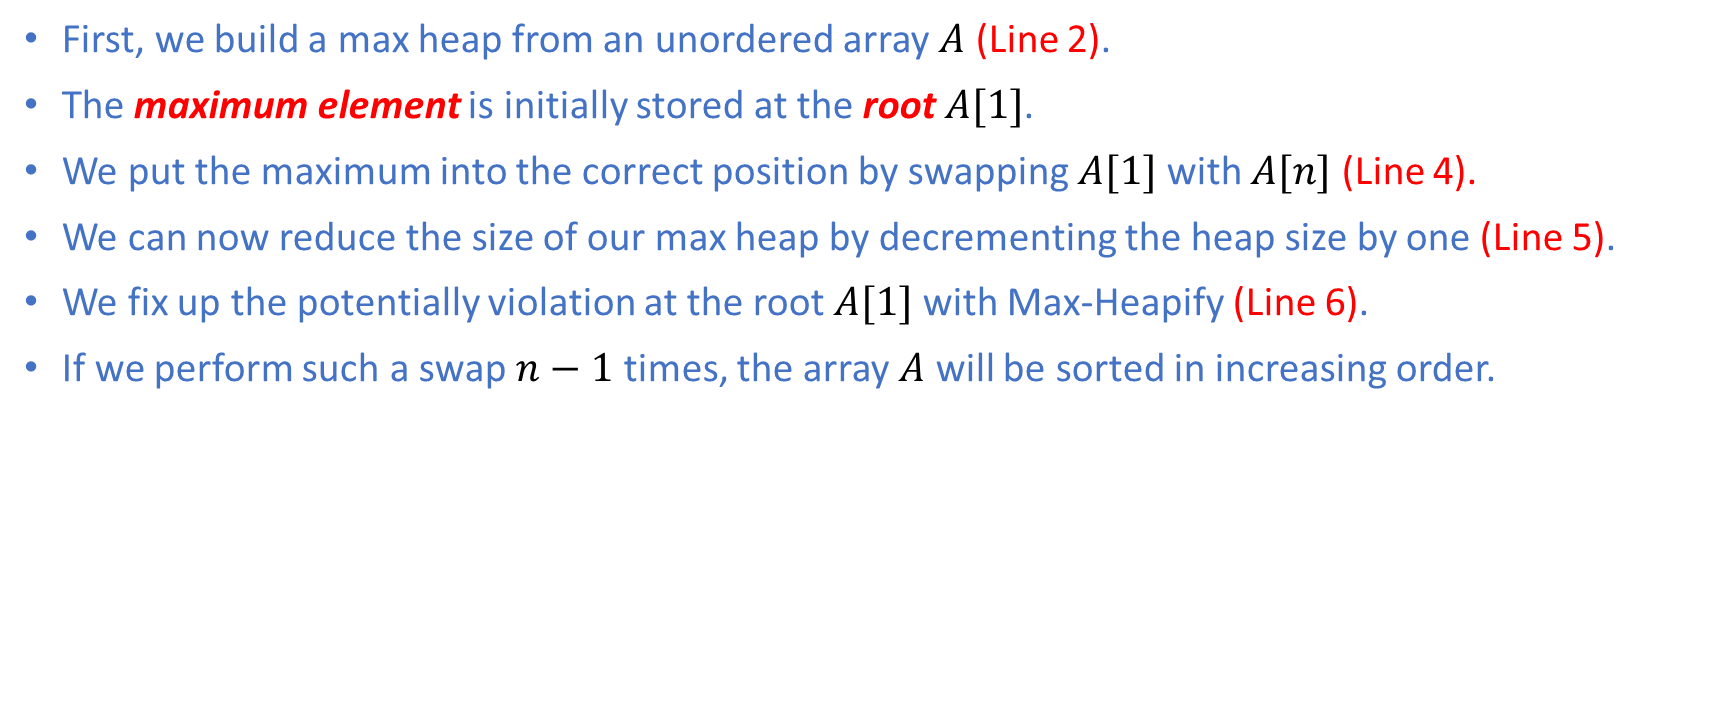 • First, we build a max heap from an unordered array A (Line 2).
• The maximum element is initially stored at the root A[1].
• We put the maximum into the correct position by swapping A[1] with A[n] (Line 4).
• We can now reduce the size of our max heap by decrementing the heap size by one (Line 5).
• We fix up the potentially violation at the root A[1] with Max-Heapify (Line 6).
• If we perform such a swap n − 1 times, the array A will be sorted in increasing order.